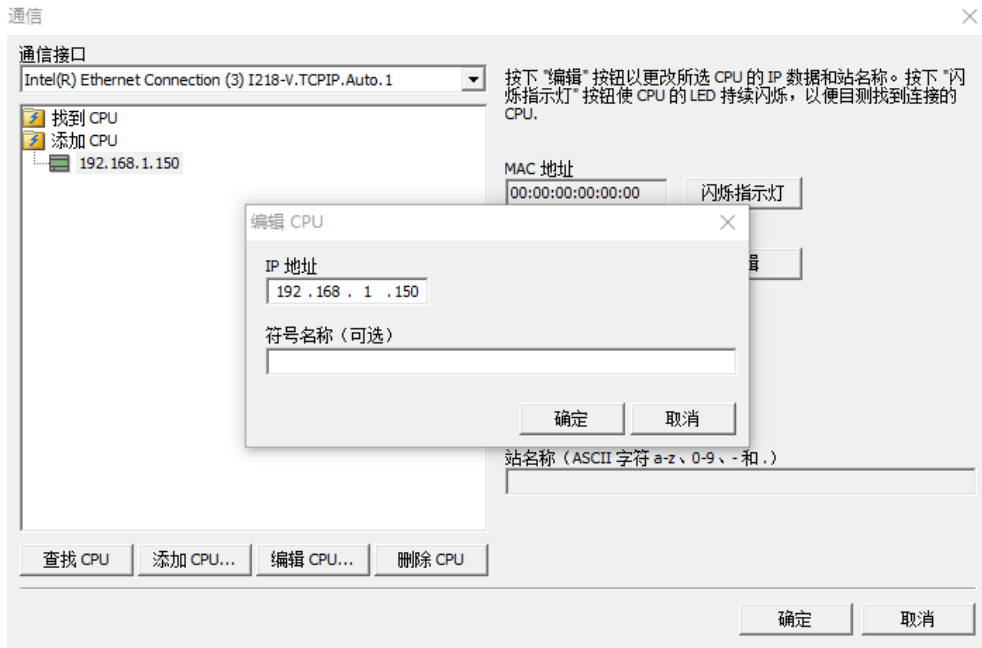 通信
通信接口
Intel(R) Ethernet Connection (3) I218-V.TCPIP.Auto.1
找到 CPU
添加 CPU
192.168.1.150
按下 "编辑" 按钮以更改所选 CPU 的 IP 数据和站名称。按下 "闪
烁指示灯" 按钮使 CPU 的 LED 持续闪烁，以便目测找到连接的
CPU.
MAC 地址
00:00:00:00:00:00
闪烁指示灯
辑
编辑 CPU
IP 地址
192 .168 . 1 .150
符号名称（可选）
确定
取消
站名称（ASCII 字符 a-z、0-9、- 和 .）
查找 CPU
添加 CPU...
编辑 CPU...
删除 CPU
确定
取消